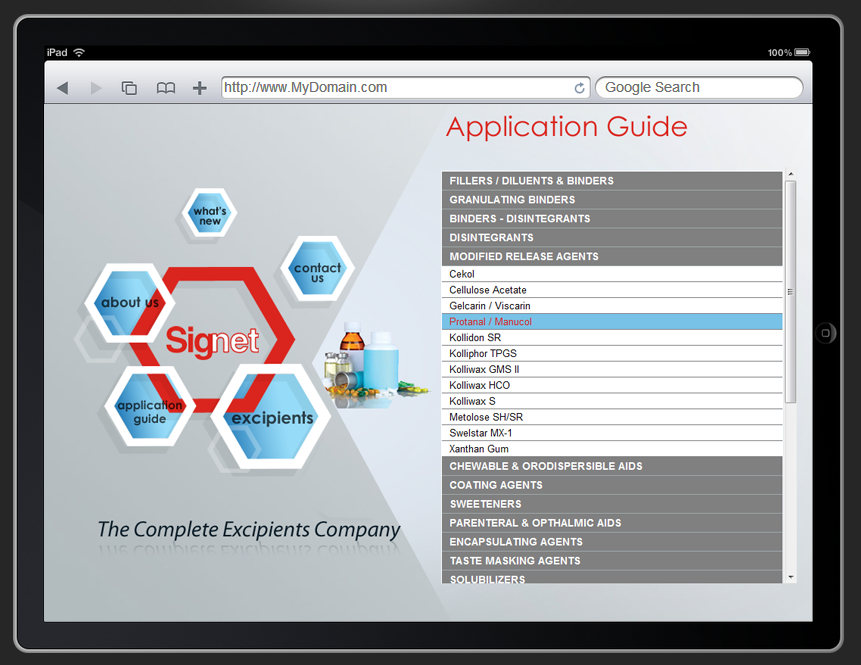 iPad
100%
http://www.MyDomain.com
Google Search
Application Guide
what's
new
contact
us
about us
Signet
application
guide
excipients
The Complete Excipients Company
FILLERS / DILUENTS & BINDERS
GRANULATING BINDERS
BINDERS - DISINTEGRANTS
DISINTEGRANTS
MODIFIED RELEASE AGENTS
Cekol
Cellulose Acetate
Gelcarin / Viscarin
Protanal / Manucol
Kollidon SR
Kolliphor TPGS
Kolliwax GMS II
Kolliwax HCO
Kolliwax S
Metolose SH/SR
Swelstar MX-1
Xanthan Gum
CHEWABLE & ORODISPERSIBLE AIDS
COATING AGENTS
SWEETENERS
PARENTERAL & OPTHALMIC AIDS
ENCAPSULATING AGENTS
TASTE MASKING AGENTS
SOLUBILIZERS